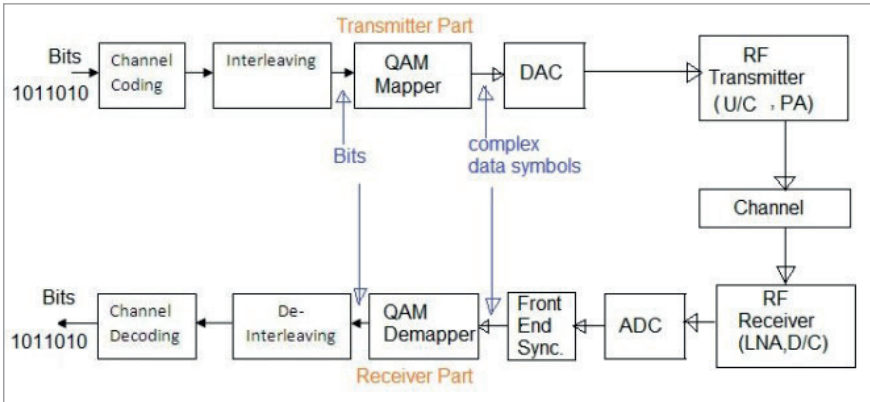 Transmitter Part
Bits
1011010
Channel
Coding
Interleaving
QAM
Mapper
DAC
RF
Transmitter
(U/C , PA)
Bits
complex
data symbols
Channel
Bits
1011010
Channel
Decoding
De-
Interleaving
QAM
Demapper
Front
End
Sync.
ADC
RF
Receiver
(LNA,D/C)
Receiver Part